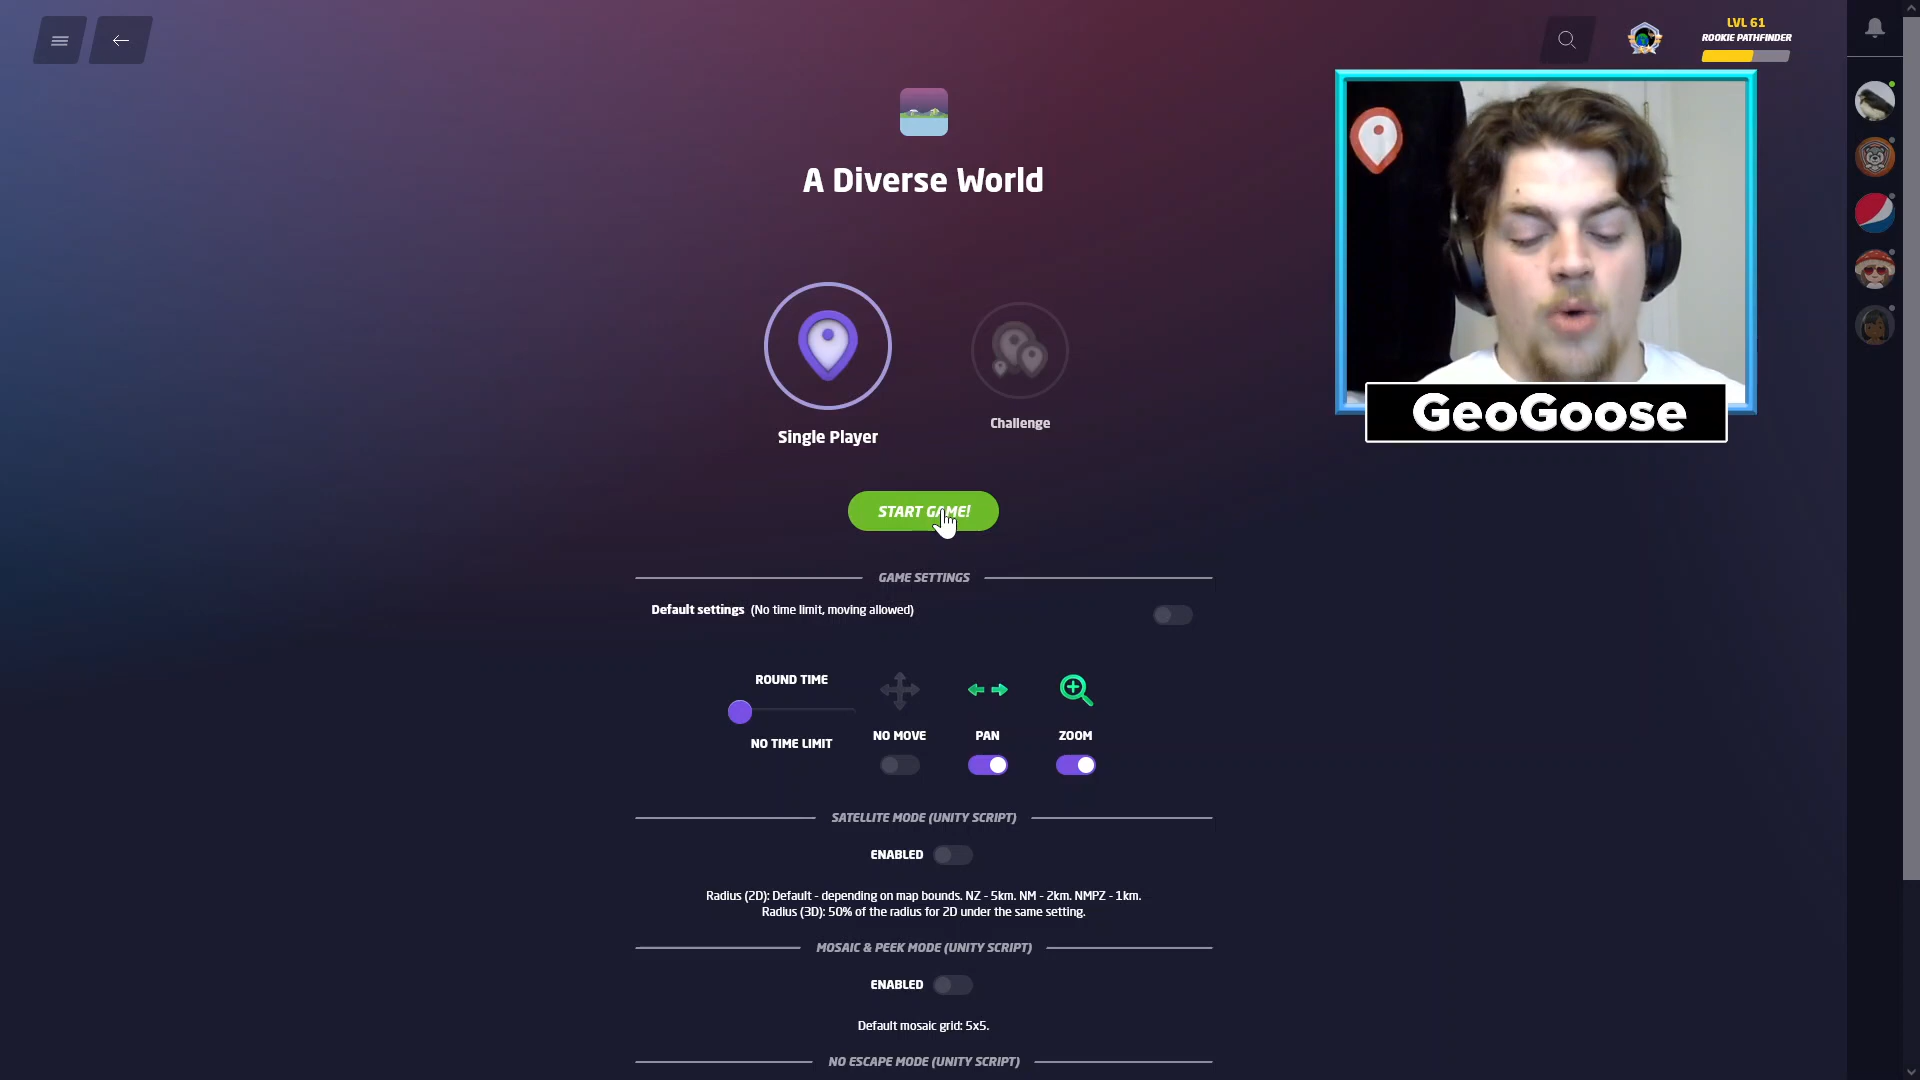 LVL 61
ROOKIE PATHFINDER
A Diverse World
GeoGoose
Single Player
Challenge
START GAME!
GAME SETTINGS
Default settings (No time limit, moving allowed)
ROUND TIME
NO TIME LIMIT
NO MOVE
PAN
ZOOM
SATELLITE MODE (UNITY SCRIPT)
ENABLED
Radius (2D): Default - depending on map bounds. NZ - 5km. NM - 2km. NMPZ - 1km.
Radius (3D): 50% of the radius for 2D under the same setting.
MOSAIC & PEEK MODE (UNITY SCRIPT)
ENABLED
Default mosaic grid: 5x5.
NO ESCAPE MODE (UNITY SCRIPT)